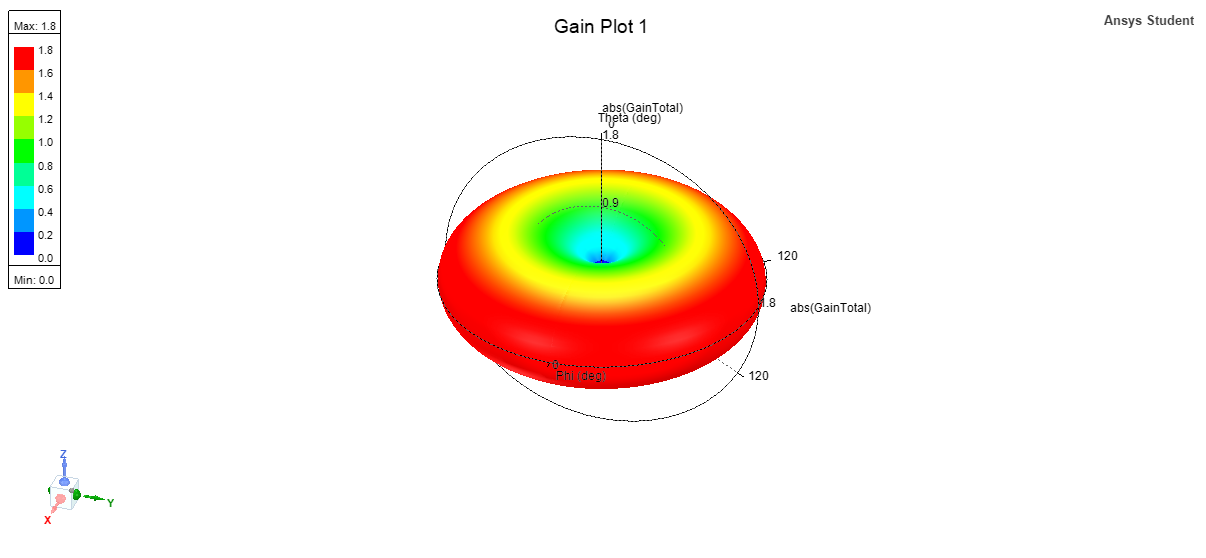 Gain Plot 1
Ansys Student
Max: 1.8
1.8
1.6
1.4
1.2
1.0
0.8
0.6
0.4
0.2
0.0
Min: 0.0
abs(GainTotal)
Theta (deg)
0
1.8
0.9
120
1.8
abs(GainTotal)
0
Phi (deg)
120
Z
Y
X